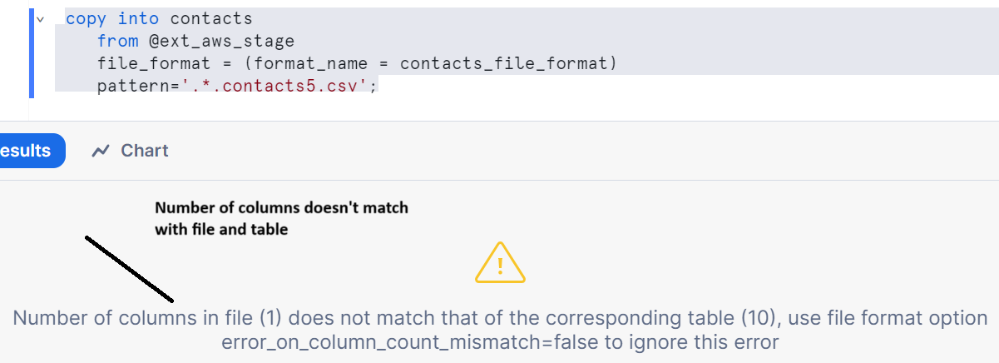 copy into contacts
from @ext_aws_stage
file_format = (format_name = contacts_file_format)
pattern='.*.contacts5.csv';
esults
Chart
Number of columns doesn't match
with file and table
Number of columns in file (1) does not match that of the corresponding table (10), use file format option
error_on_column_count_mismatch=false to ignore this error